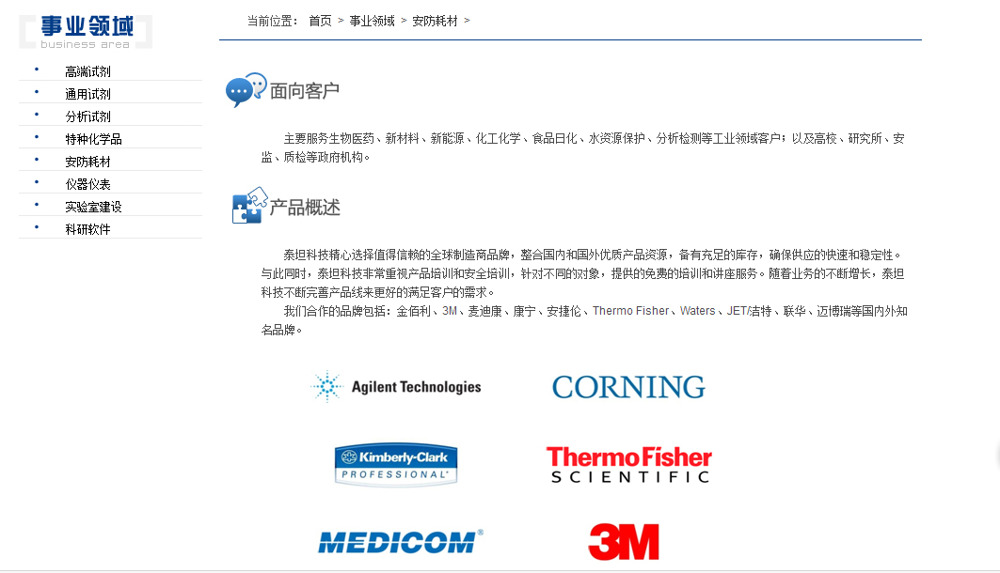 事业领域
business area
高端试剂
通用试剂
分析试剂
特种化学品
安防耗材
仪器仪表
实验室建设
科研软件
当前位置： 首页 > 事业领域 > 安防耗材 >
面向客户
主要服务生物医药、新材料、新能源、化工化学、食品日化、水资源保护、分析检测等工业领域客户；以及高校、研究所、安
监、质检等政府机构。
产品概述
泰坦科技精心选择值得信赖的全球制造商品牌，整合国内和国外优质产品资源，备有充足的库存，确保供应的快速和稳定性。
与此同时，泰坦科技非常重视产品培训和安全培训，针对不同的对象，提供的免费的培训和讲座服务。随着业务的不断增长，泰坦
科技不断完善产品线来更好的满足客户的需求。
我们合作的品牌包括：金佰利、3M、麦迪康、康宁、安捷伦、Thermo Fisher、Waters、JET/洁特、联华、迈博瑞等国内外知
名品牌。
Agilent Technologies
CORNING
Kimberly-Clark
PROFESSIONAL*
ThermoFisher
SCIENTIFIC
MEDICOM®
3M